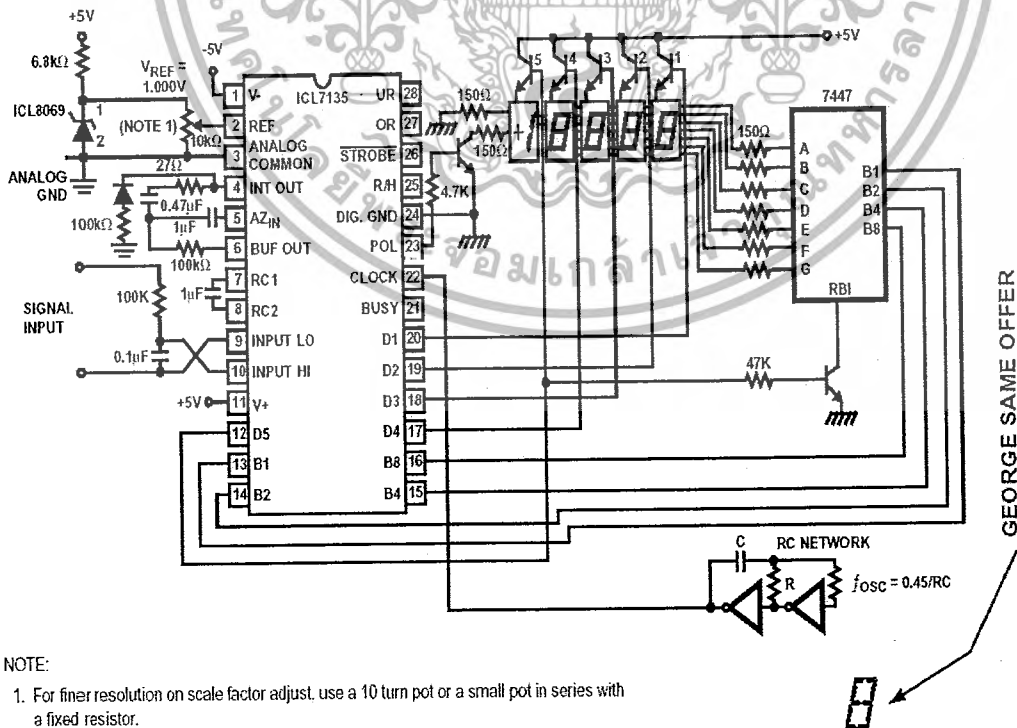 +5V
6.8kΩ
ICL8069
1
2
ANALOG
GND
V REF =
1.000V
-5V
(NOTE 1)
10kΩ
27Ω
0.47µF
1µF
100kΩ
100kΩ
SIGNAL
INPUT
100K
0.1µF
1µF
+5V
ICL7135
1 V-
2 REF
3 ANALOG
COMMON
4 INT OUT
5 AZ IN
6 BUF OUT
7 RC1
8 RC2
9 INPUT LO
10 INPUT HI
11 V+
12 D5
13 B1
14 B2
UR 28
OR 27
STROBE 26
R/H 25
DIG. GND 24
POL 23
CLOCK 22
BUSY 21
D1 20
D2 19
D3 18
D4 17
B8 16
B4 15
150Ω
150Ω
4.7K
5 4 3 2 1
+5V
150Ω
7447
A
B
C
D
E
F
G
B1
B2
B4
B8
RBI
47K
C
RC NETWORK
R
fosc = 0.45/RC
GEORGE SAME OFFER
NOTE:
1. For finer resolution on scale factor adjust, use a 10 turn pot or a small pot in series with
a fixed resistor.